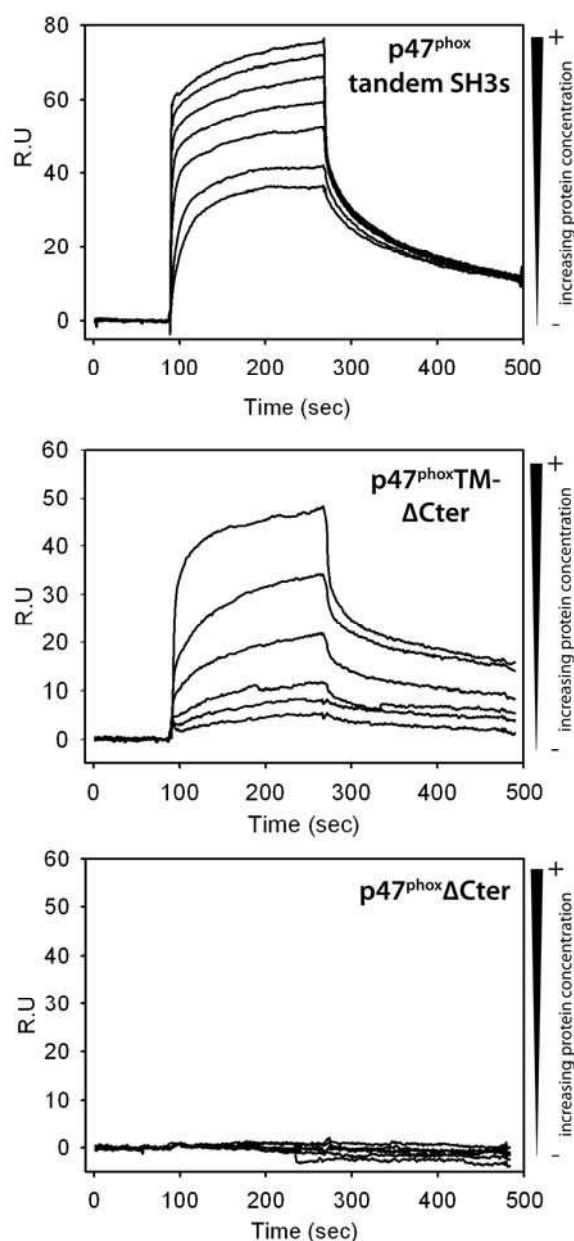 p47phox
tandem SH3s
R.U
80
60
40
20
0
0 100 200 300 400 500
Time (sec)
+
increasing protein concentration
-
p47phoxTM-
ΔCter
R.U
60
50
40
30
20
10
0
0 100 200 300 400 500
Time (sec)
+
increasing protein concentration
-
p47phoxΔCter
R.U
60
50
40
30
20
10
0
0 100 200 300 400 500
Time (sec)
+
increasing protein concentration
-